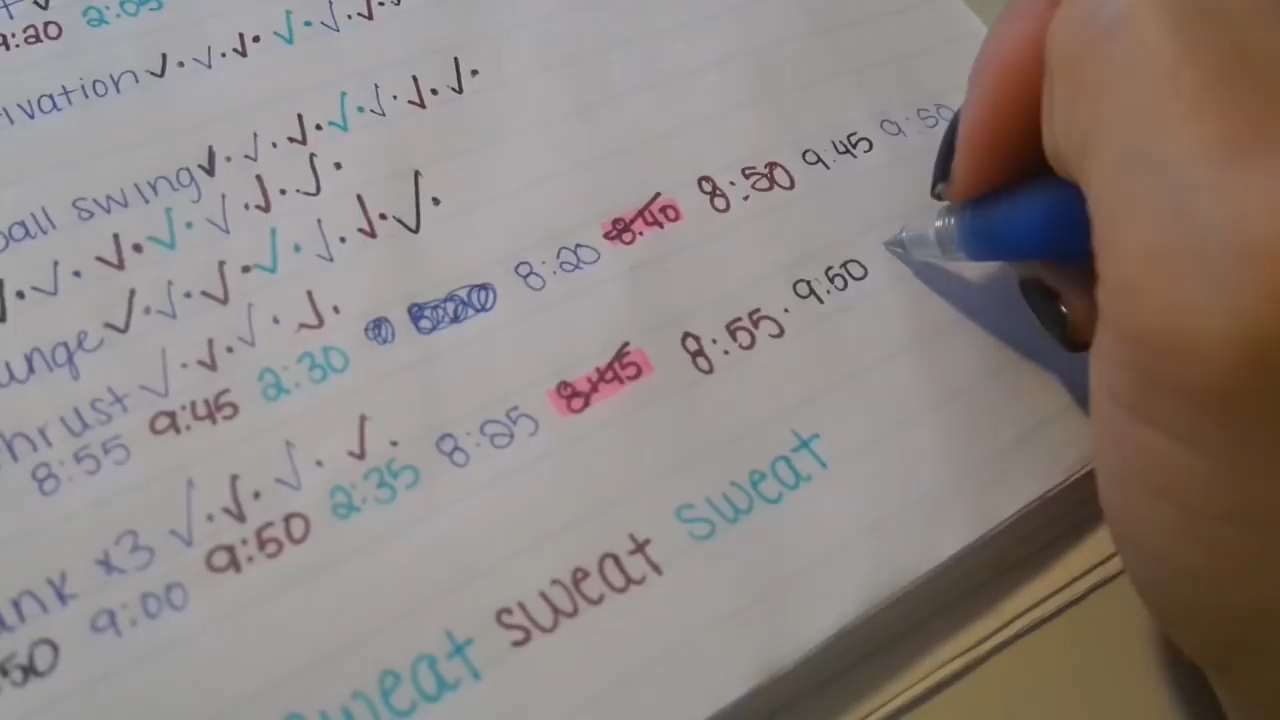 9:20 2:05
ivation √. √. √. √. √. √. √.
ball swing √. √. √. √. √. √. √.
√. √. √. √. √. √. √.
unge √. √. √. √. √. √. √.
hrust √. √. √. √.
8:55 9:45 2:30 8:20 8:40 8:50 9:45 9:50
ank x3 √. √. √. √.
50 9:00 9:50 2:35 8:25 8:45 8:55. 9:50
sweat sweat sweat